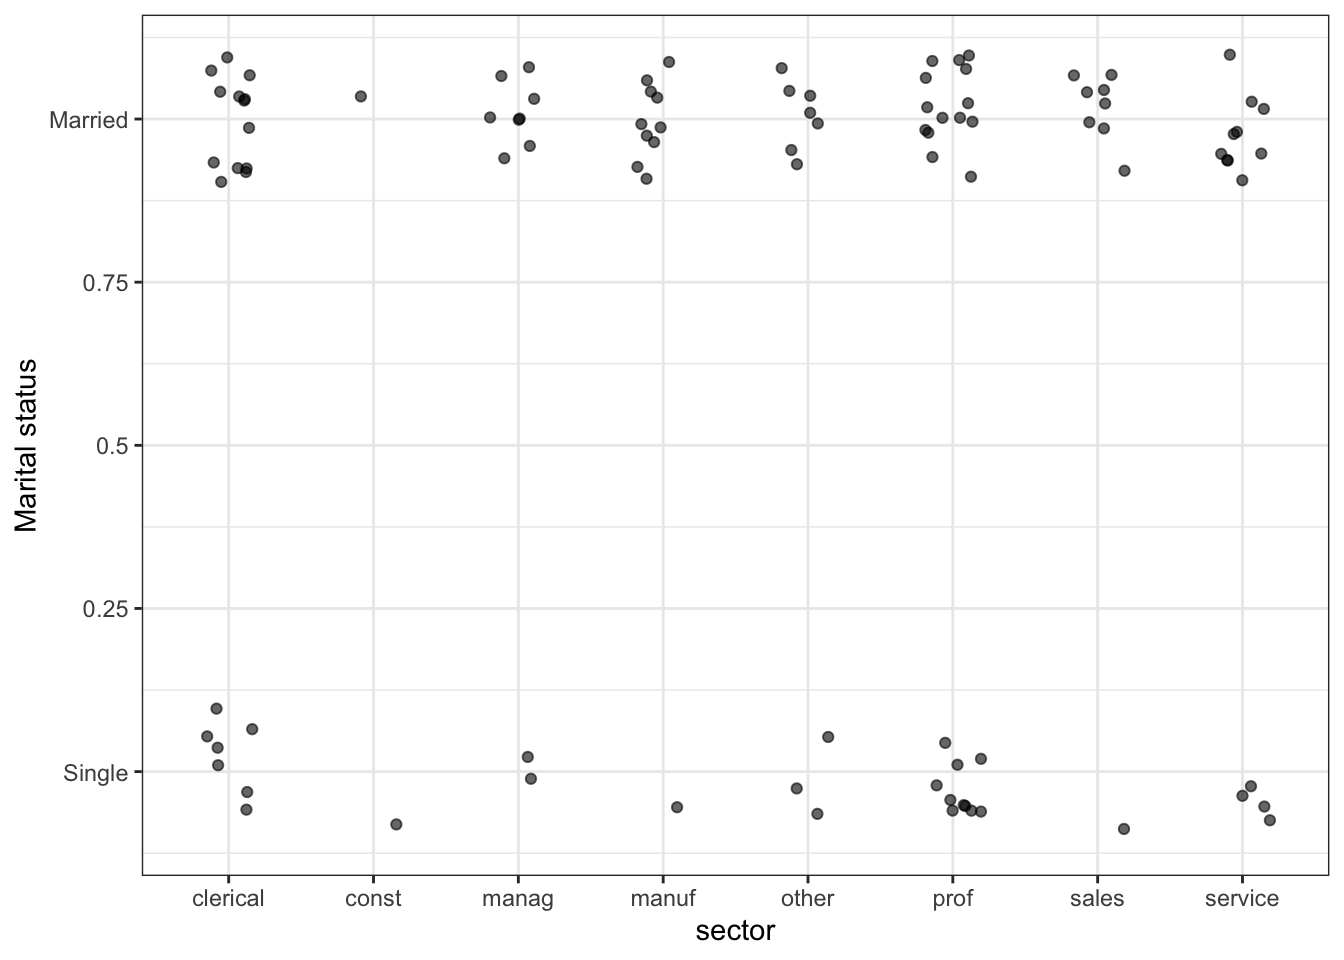 Marital status
Married
0.75
0.5
0.25
Single
clerical const manag manuf other prof sales service
sector